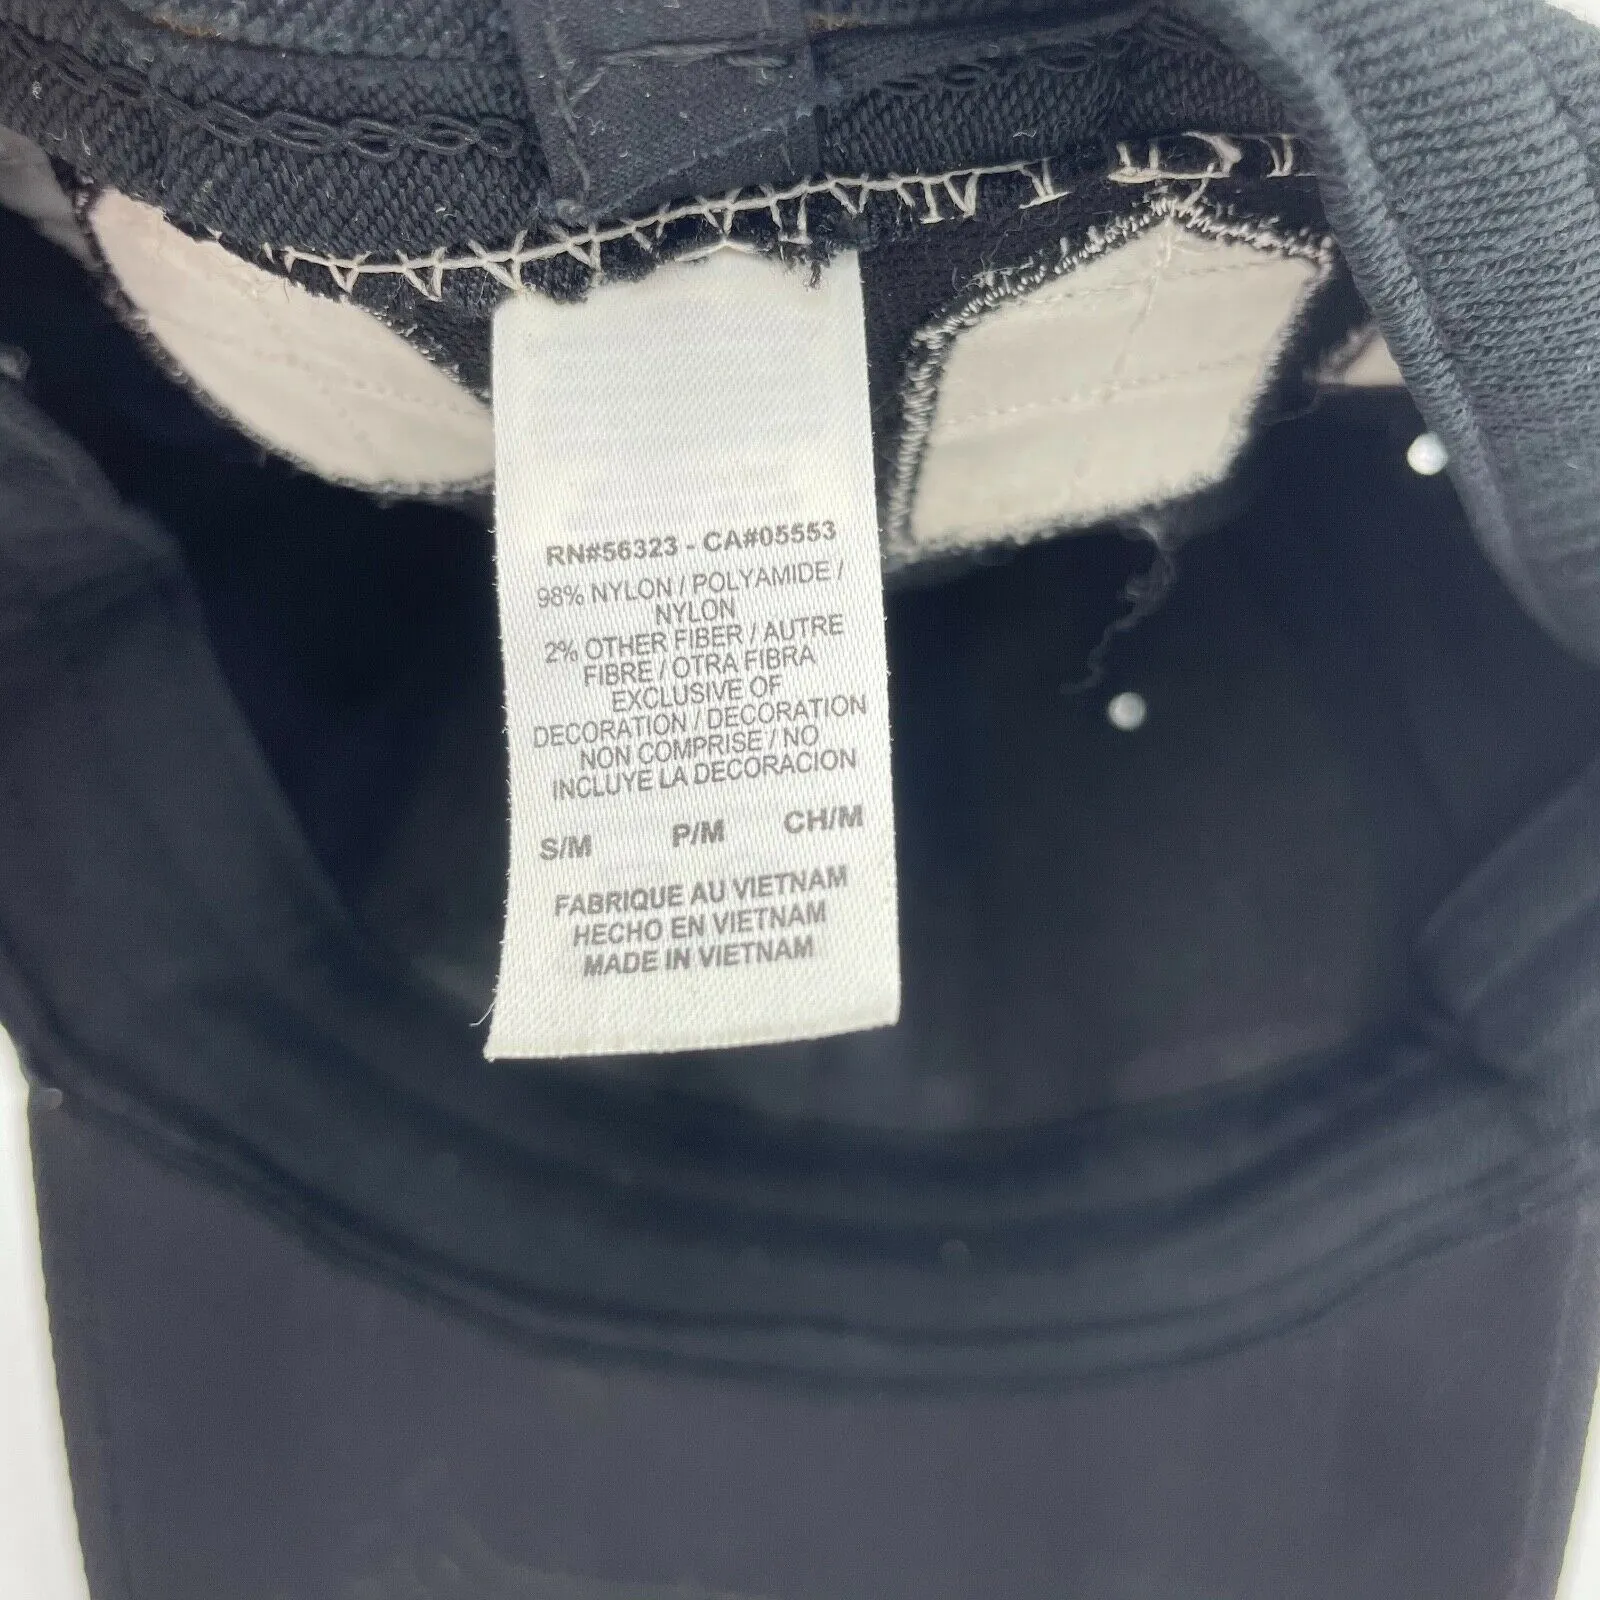 RN#56323 - CA#05553
98% NYLON / POLYAMIDE /
NYLON
2% OTHER FIBER / AUTRE
FIBRE / OTRA FIBRA
EXCLUSIVE OF
DECORATION / DECORATION
NON COMPRISE / NO
INCLUYE LA DECORACION
S/M P/M CH/M
FABRIQUE AU VIETNAM
HECHO EN VIETNAM
MADE IN VIETNAM